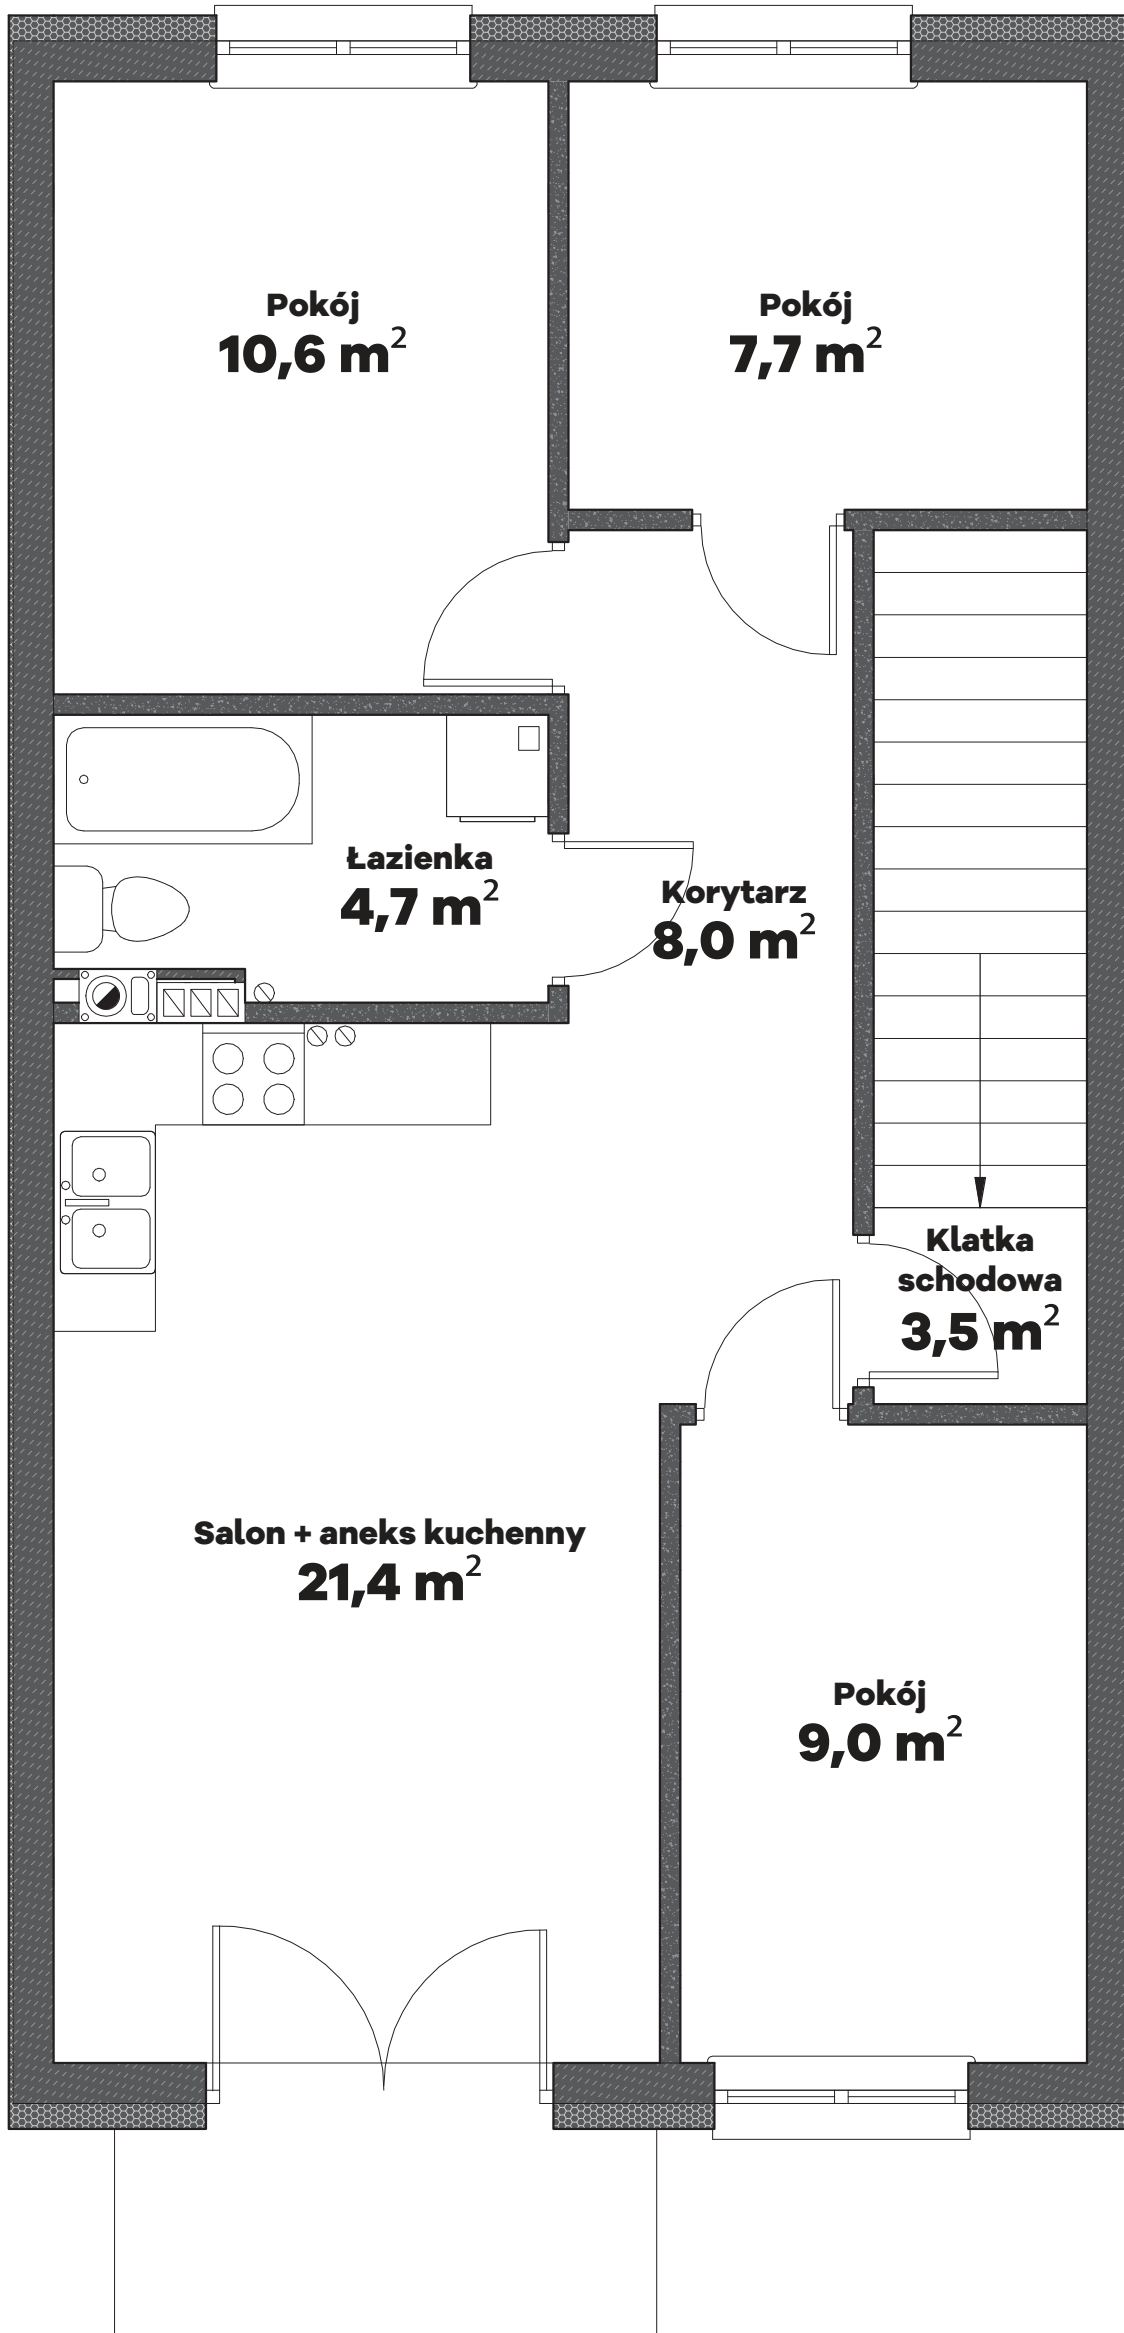 Pokój
10,6 m²
Pokój
7,7 m²
Łazienka
4,7 m²
Korytarz
8,0 m²
Klatka
schodowa
3,5 m²
Salon + aneks kuchenny
21,4 m²
Pokój
9,0 m²